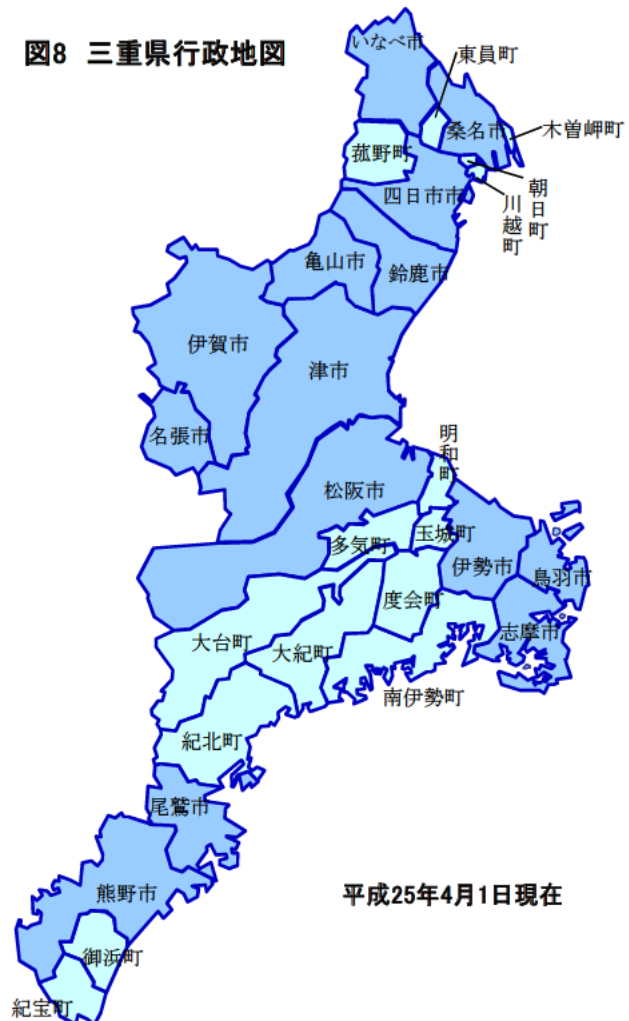 図8 三重県行政地図
いなべ市
東員町
桑名市
木曽岬町
菰野町
朝日町
四日市市
川越町
亀山市
鈴鹿市
伊賀市
津市
名張市
明和町
松阪市
玉城町
多気町
伊勢市
鳥羽市
度会町
志摩市
大台町
大紀町
南伊勢町
紀北町
尾鷲市
熊野市
平成25年4月1日現在
御浜町
紀宝町